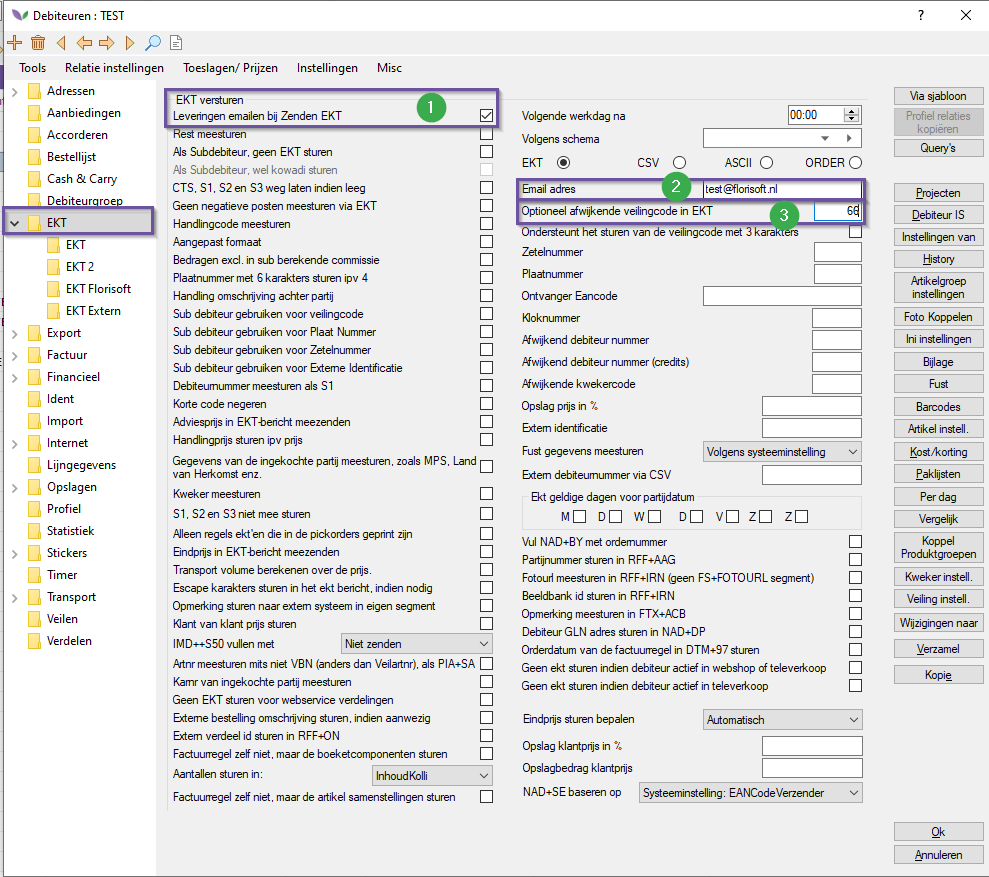 Debiteuren : TEST
?
Tools Relatie instellingen Toeslagen/ Prijzen Instellingen Misc
Adressen
Aanbiedingen
Accorderen
Bestellijst
Cash & Carry
Debiteurgroep
EKT
EKT
EKT 2
EKT Florisoft
EKT Extern
Export
Factuur
Financieel
Ident
Import
Internet
Lijngegevens
Opslagen
Profiel
Statistiek
Stickers
Timer
Transport
Veilen
Verdelen
EKT versturen
Leveringen emailen bij Zenden EKT
1
Rest meesturen
Als Subdebiteur, geen EKT sturen
Als Subdebiteur, wel kowadi sturen
CTS, S1, S2 en S3 weg laten indien leeg
Geen negatieve posten meesturen via EKT
Handlingcode meesturen
Aangepast formaat
Bedragen excl. in sub berekende commissie
Plaatnummer met 6 karakters sturen ipv 4
Handling omschrijving achter partij
Sub debiteur gebruiken voor veilingcode
Sub debiteur gebruiken voor Plaat Nummer
Sub debiteur gebruiken voor Zetelnummer
Sub debiteur gebruiken voor Externe Identificatie
Debiteurnummer meesturen als S1
Korte code negeren
Adviesprijs in EKT-bericht meezenden
Handlingprijs sturen ipv prijs
Gegevens van de ingekochte partij meesturen, zoals MPS, Land
van Herkomst enz.
Kweker meesturen
S1, S2 en S3 niet mee sturen
Alleen regels ekt'en die in de pickorders geprint zijn
Eindprijs in EKT-bericht meezenden
Transport volume berekenen over de prijs.
Escape karakters sturen in het ekt bericht, indien nodig
Opmerking sturen naar extern systeem in eigen segment
Klant van klant prijs sturen
IMD++S50 vullen met Niet zenden
Artnr meesturen mits niet VBN (anders dan Veilartnr), als PIA+SA
Karnr van ingekochte partij meesturen
Geen EKT sturen voor webservice verdelingen
Externe bestelling omschrijving sturen, indien aanwezig
Extern verdeel id sturen in RFF+ON
Factuurregel zelf niet, maar de boeketcomponenten sturen
Aantallen sturen in: InhoudKolli
Factuurregel zelf niet, maar de artikel samenstellingen sturen
Volgende werkdag na 00:00
Volgens schema
EKT CSV ASCII ORDER
Email adres 2 test@florisoft.nl
Optioneel afwijkende veilingcode in EKT 3 66
Ondersteunt het sturen van de veilingcode met 3 karakters
Zetelnummer
Plaatnummer
Ontvanger Eancode
Kloknummer
Afwijkend debiteur nummer
Afwijkend debiteur nummer (credits)
Afwijkende kwekercode
Opslag prijs in %
Extern identificatie
Fust gegevens meesturen Volgens systeeminstelling
Extern debiteurnummer via CSV
Ekt geldige dagen voor partijdatum
M D W D V Z Z
Vul NAD+BY met ordernummer
Partijnummer sturen in RFF+AAG
Fotourl meesturen in RFF+IRN (geen FS+FOTOURL segment)
Beeldbank id sturen in RFF+IRN
Opmerking meesturen in FTX+ACB
Debiteur GLN adres sturen in NAD+DP
Orderdatum van de factuurregel in DTM+97 sturen
Geen ekt sturen indien debiteur actief in webshop of televerkoop
Geen ekt sturen indien debiteur actief in televerkoop
Eindprijs sturen bepalen Automatisch
Opslag klantprijs in %
Opslagbedrag klantprijs
NAD+SE baseren op Systeeminstelling: EANCodeVerzender
Via sjabloon
Profiel relaties
kopiëren
Query's
Projecten
Debiteur IS
Instellingen van
History
Artikelgroep
instellingen
Foto Koppelen
Ini instellingen
Bijlage
Fust
Barcodes
Artikel instell.
Kost/korting
Paklijsten
Per dag
Vergelijk
Koppel
Produktgroepen
Kweker instell.
Veiling instell.
Wijzigingen naar
Verzamel
Kopie
Ok
Annuleren